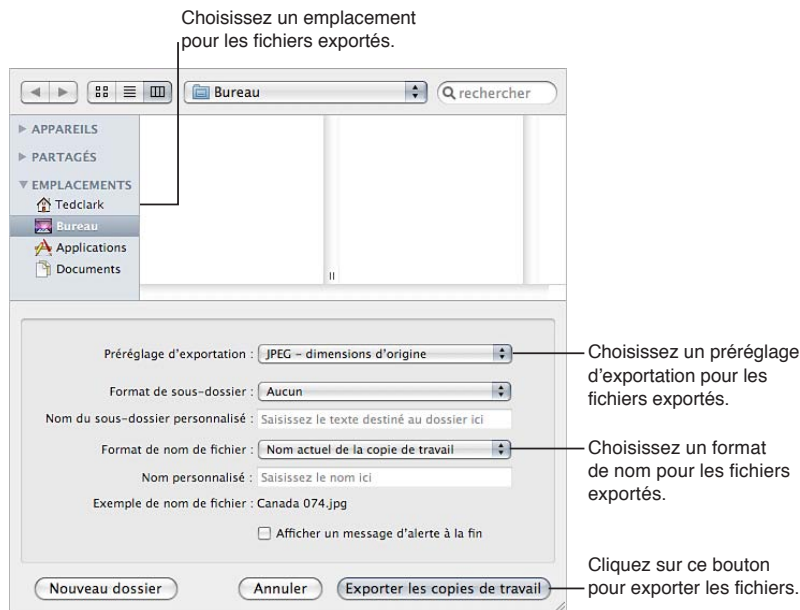 Choisissez un emplacement
pour les fichiers exportés.
Bureau
rechercher
APPAREILS
PARTAGÉS
EMPLACEMENTS
Tedclark
Bureau
Applications
Documents
Préréglage d'exportation : JPEG – dimensions d'origine
Choisissez un préréglage
d'exportation pour les
fichiers exportés.
Format de sous-dossier : Aucun
Nom du sous-dossier personnalisé : Saisissez le texte destiné au dossier ici
Format de nom de fichier : Nom actuel de la copie de travail
Choisissez un format
de nom pour les fichiers
exportés.
Nom personnalisé : Saisissez le nom ici
Exemple de nom de fichier : Canada 074.jpg
Afficher un message d'alerte à la fin
Nouveau dossier
Annuler
Exporter les copies de travail
Cliquez sur ce bouton
pour exporter les fichiers.